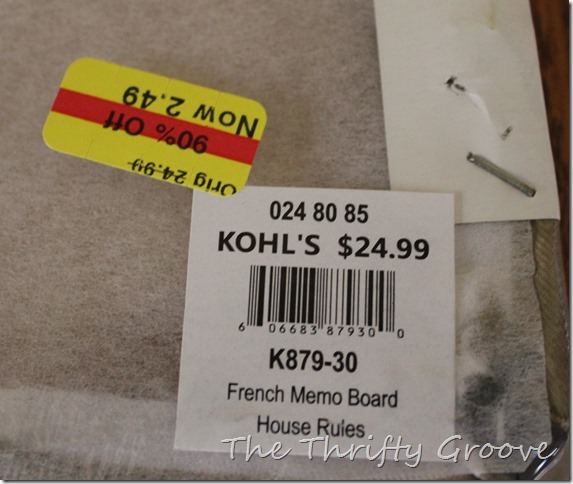 Orig 24.99
90% Off
Now 2.49
024 80 85
KOHL'S $24.99
6 06683 87930 0
K879-30
French Memo Board
House Rules
The Thrifty Groove